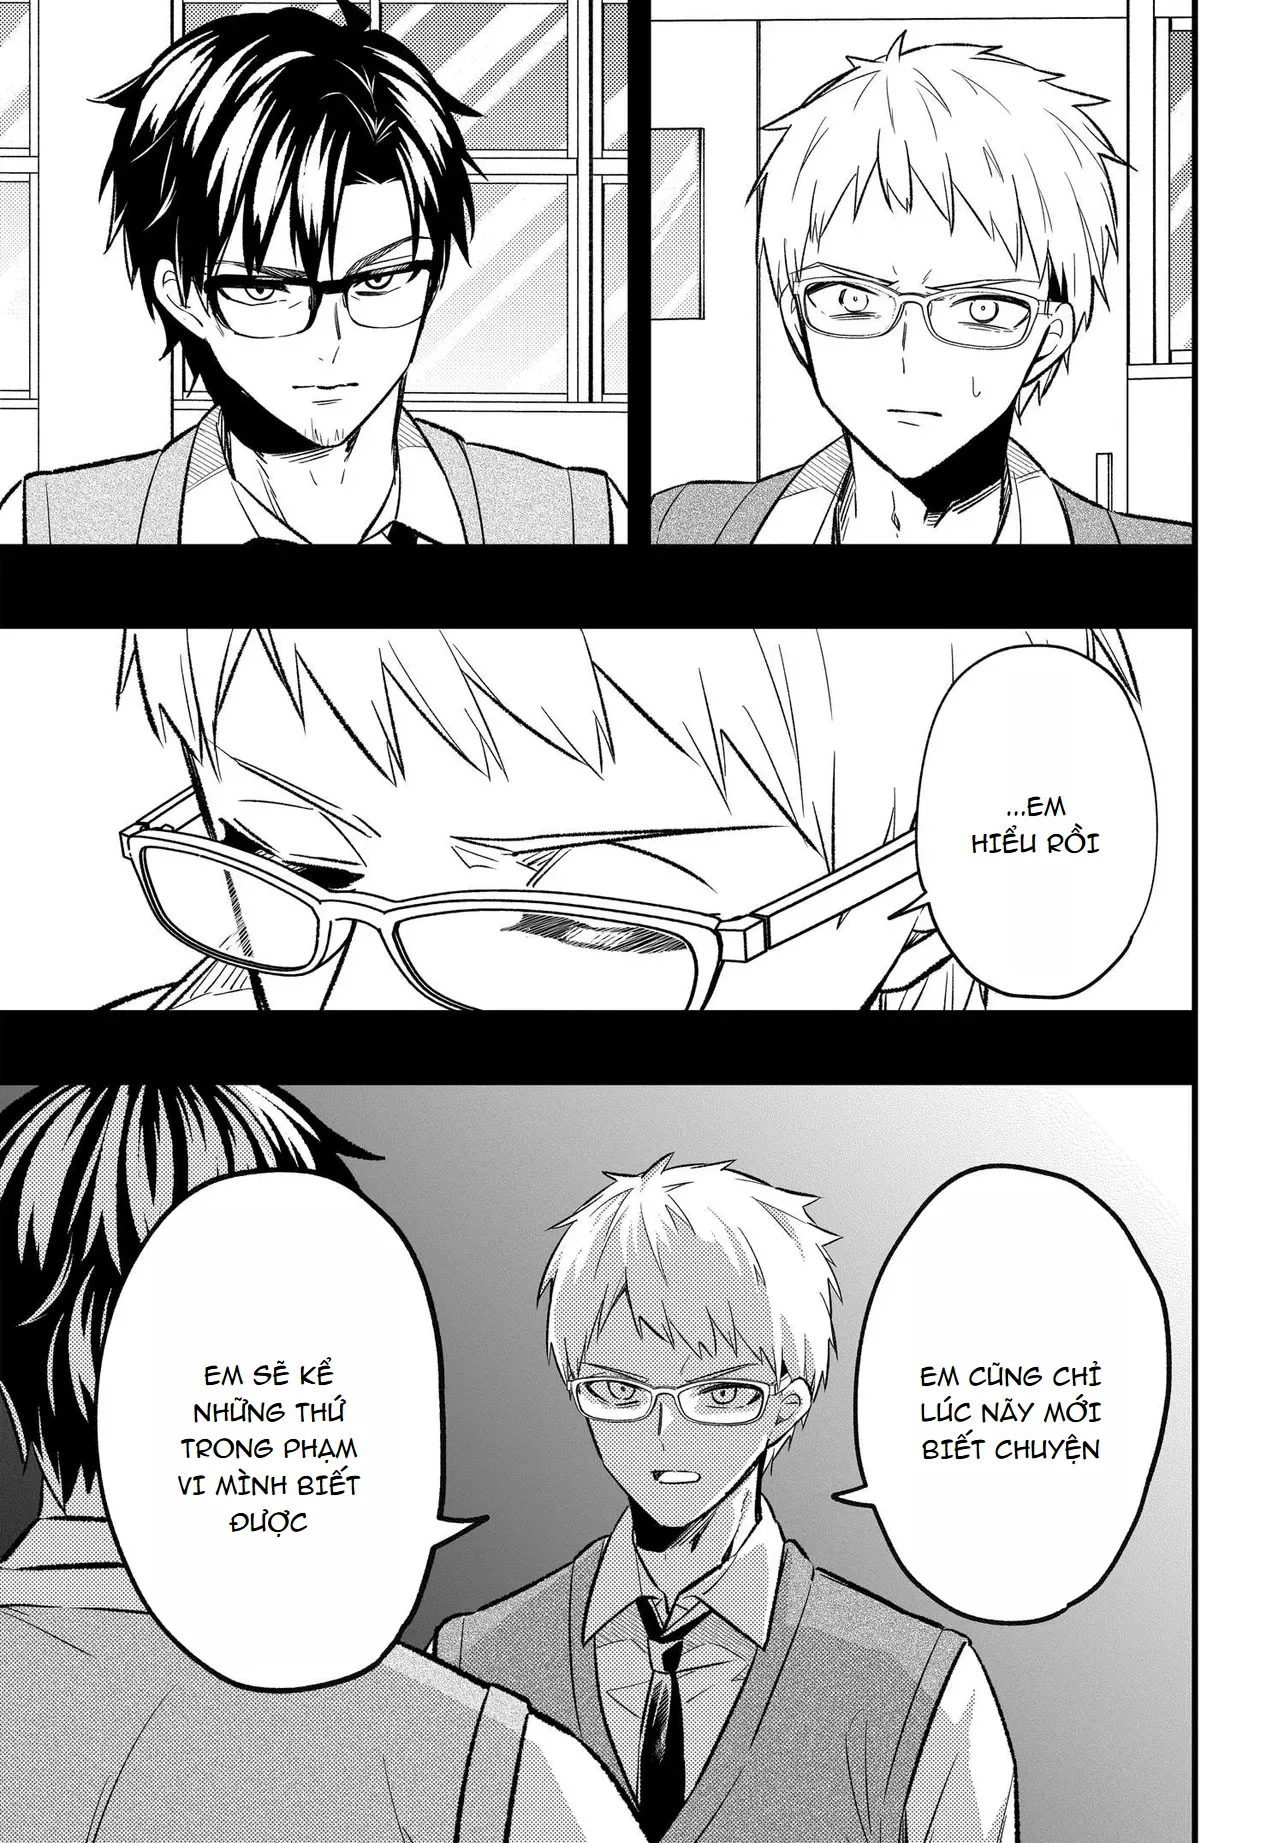 ...EM
HIỂU RỒI
EM CŨNG CHỈ
LÚC NÃY MỚI
BIẾT CHUYỆN
EM SẼ KỂ
NHỮNG THỨ
TRONG PHẠM
VI MÌNH BIẾT
ĐƯỢC